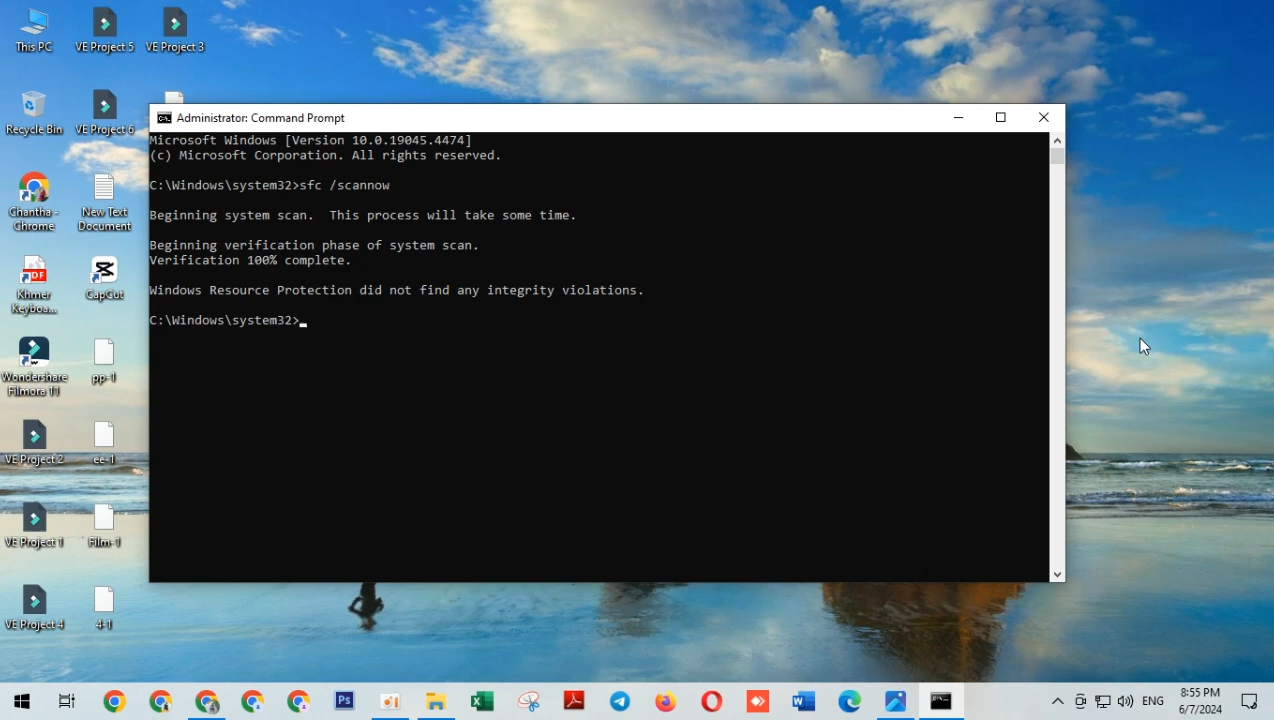 This PC
VE Project 5
VE Project 3
Recycle Bin
VE Project 6
Chantha - Chrome
New Text Document
Khmer Keyboa...
CapCut
Wondershare Filmora 11
pp-1
VE Project 2
ee-1
VE Project 1
Film-1
VE Project 4
4-1
Administrator: Command Prompt
Microsoft Windows [Version 10.0.19045.4474]
(c) Microsoft Corporation. All rights reserved.
C:\Windows\system32>sfc /scannow
Beginning system scan.  This process will take some time.
Beginning verification phase of system scan.
Verification 100% complete.
Windows Resource Protection did not find any integrity violations.
C:\Windows\system32>
ENG
8:55 PM
6/7/2024